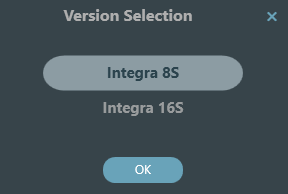 Version Selection
Integra 8S
Integra 16S
OK